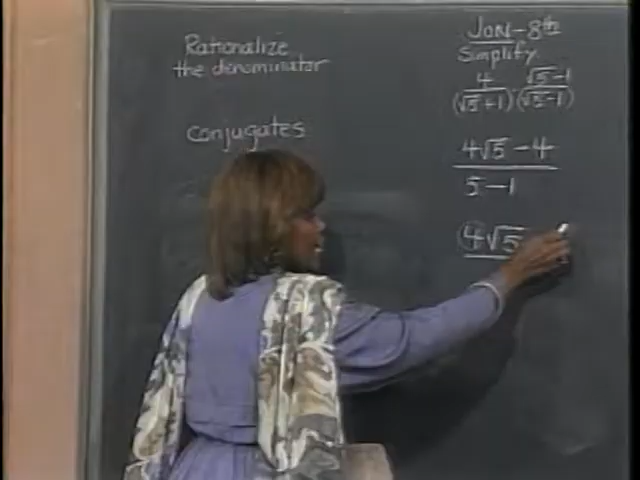 Rationalize
the denominator
conjugates
Jon-8th
Simplify
4/(√5+1) · (√5-1)/(√5-1)
4√5-4
5-1
4√5